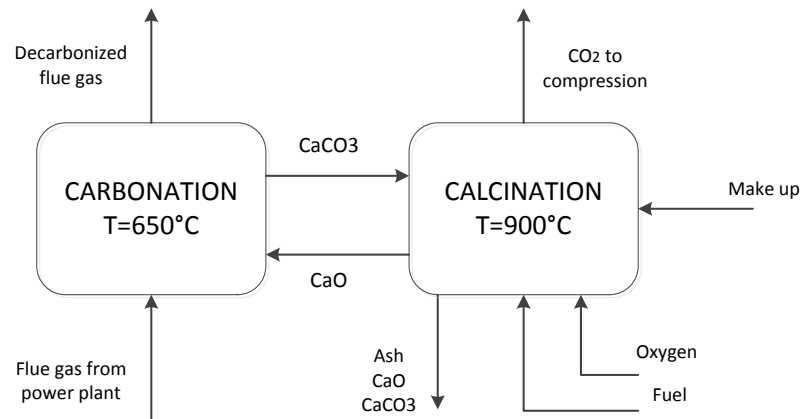 Decarbonized
flue gas
CO2 to
compression
CaCO3
CARBONATION
T=650°C
CALCINATION
T=900°C
Make up
CaO
Flue gas from
power plant
Ash
CaO
CaCO3
Oxygen
Fuel